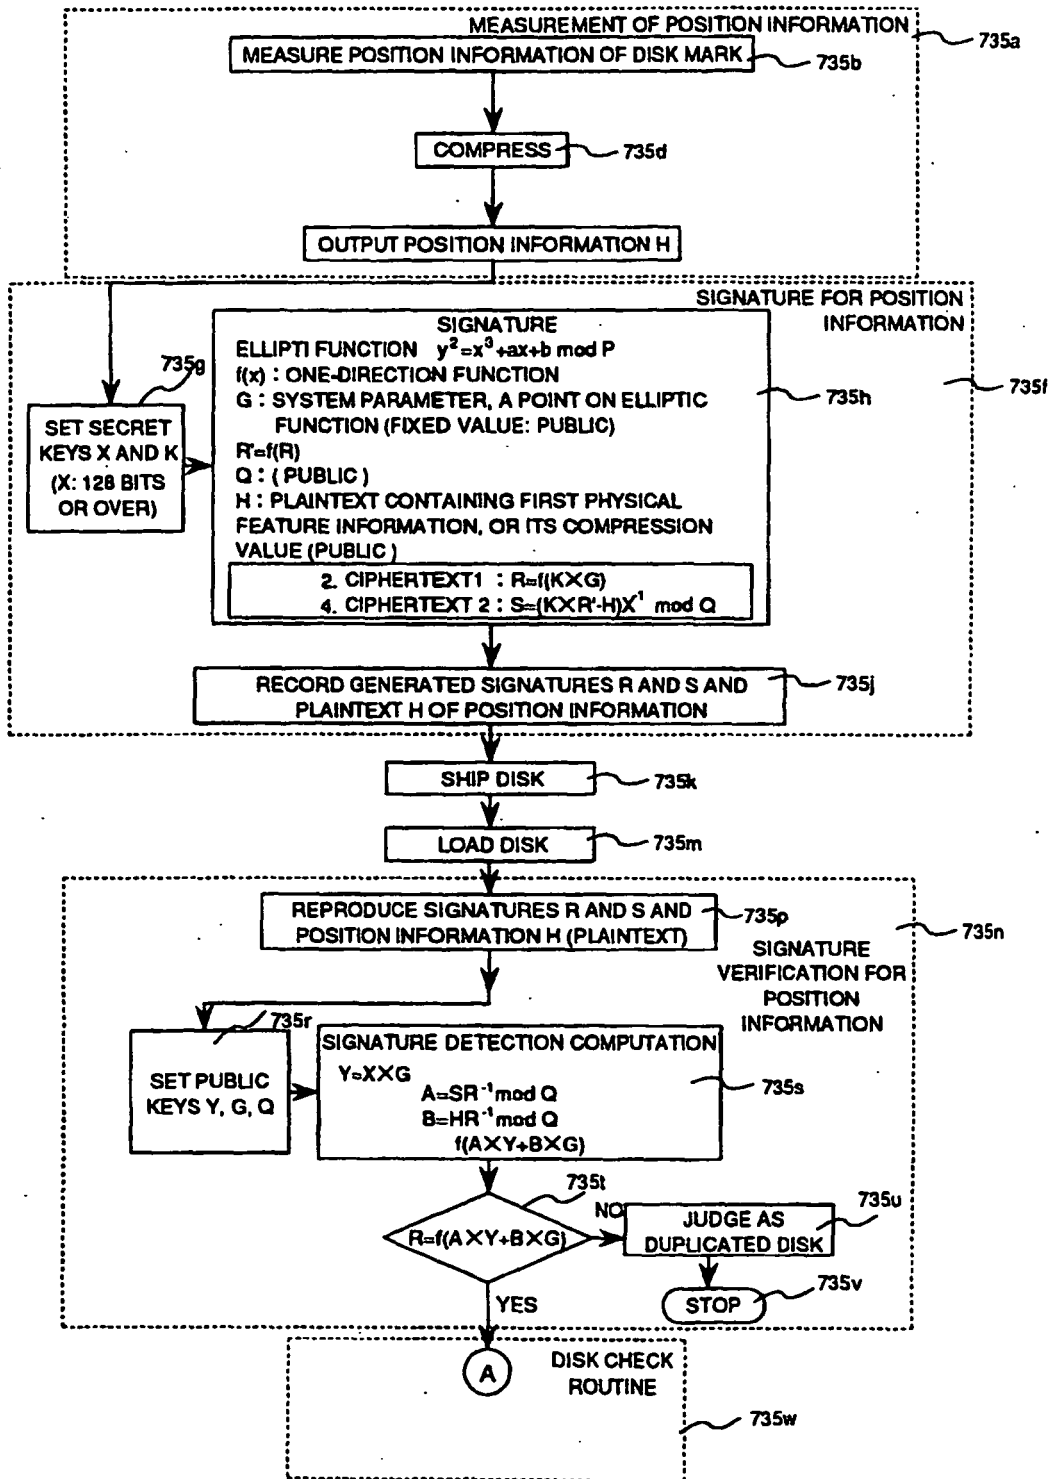 MEASUREMENT OF POSITION INFORMATION
735a
MEASURE POSITION INFORMATION OF DISK MARK
735b
COMPRESS
735d
OUTPUT POSITION INFORMATION H
SIGNATURE FOR POSITION
INFORMATION
735f
735g
SET SECRET
KEYS X AND K
(X: 128 BITS
OR OVER)
SIGNATURE
ELLIPTI FUNCTION y²=x³+ax+b mod P
f(x) : ONE-DIRECTION FUNCTION
G : SYSTEM PARAMETER, A POINT ON ELLIPTIC
FUNCTION (FIXED VALUE: PUBLIC)
R'=f(R)
Q : ( PUBLIC )
H : PLAINTEXT CONTAINING FIRST PHYSICAL
FEATURE INFORMATION, OR ITS COMPRESSION
VALUE (PUBLIC )
2. CIPHERTEXT1 : R=f(K×G)
4. CIPHERTEXT 2 : S=(K×R'-H)X¹ mod Q
735h
RECORD GENERATED SIGNATURES R AND S AND
PLAINTEXT H OF POSITION INFORMATION
735j
SHIP DISK
735k
LOAD DISK
735m
REPRODUCE SIGNATURES R AND S AND
POSITION INFORMATION H (PLAINTEXT)
735p
735n
SIGNATURE
VERIFICATION FOR
POSITION
INFORMATION
735r
SET PUBLIC
KEYS Y, G, Q
SIGNATURE DETECTION COMPUTATION
Y=X×G
A=SR⁻¹ mod Q
B=HR⁻¹ mod Q
f(A×Y+B×G)
735s
735t
R=f(A×Y+B×G)
NO
JUDGE AS
DUPLICATED DISK
735u
STOP
735v
YES
A
DISK CHECK
ROUTINE
735w